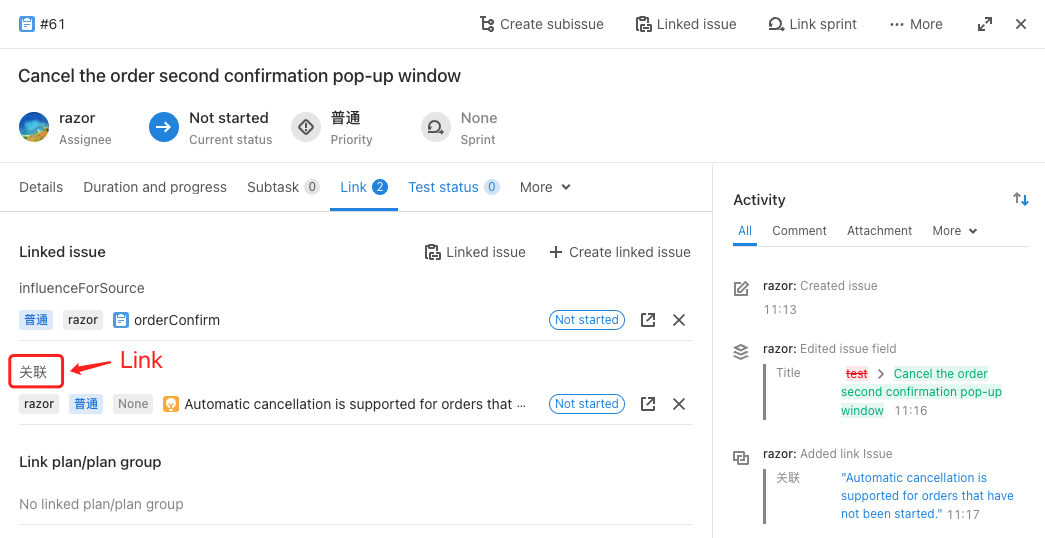 #61
Create subissue
Linked issue
Link sprint
More
Cancel the order second confirmation pop-up window
razor
Assignee
Not started
Current status
普通
Priority
None
Sprint
Details
Duration and progress
Subtask 0
Link 2
Test status 0
More
Linked issue
Linked issue
Create linked issue
influenceForSource
普通 razor orderConfirm Not started
关联
Link
razor 普通 None Automatic cancellation is supported for orders that ... Not started
Link plan/plan group
No linked plan/plan group
Activity
All
Comment
Attachment
More
razor: Created issue
11:13
razor: Edited issue field
Title
test > Cancel the order
second confirmation pop-up
window 11:16
razor: Added link Issue
关联
"Automatic cancellation is
supported for orders that have
not been started." 11:17